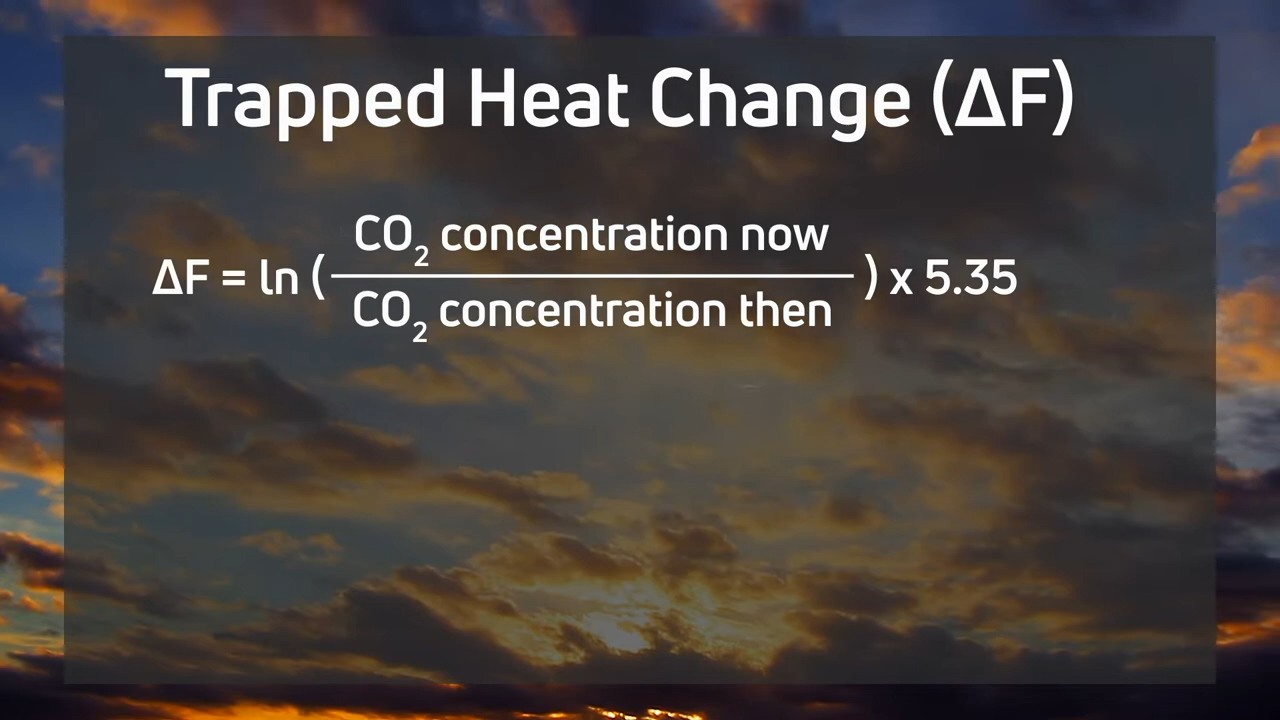 Trapped Heat Change (ΔF)
ΔF = ln ( CO₂ concentration now / CO₂ concentration then ) x 5.35